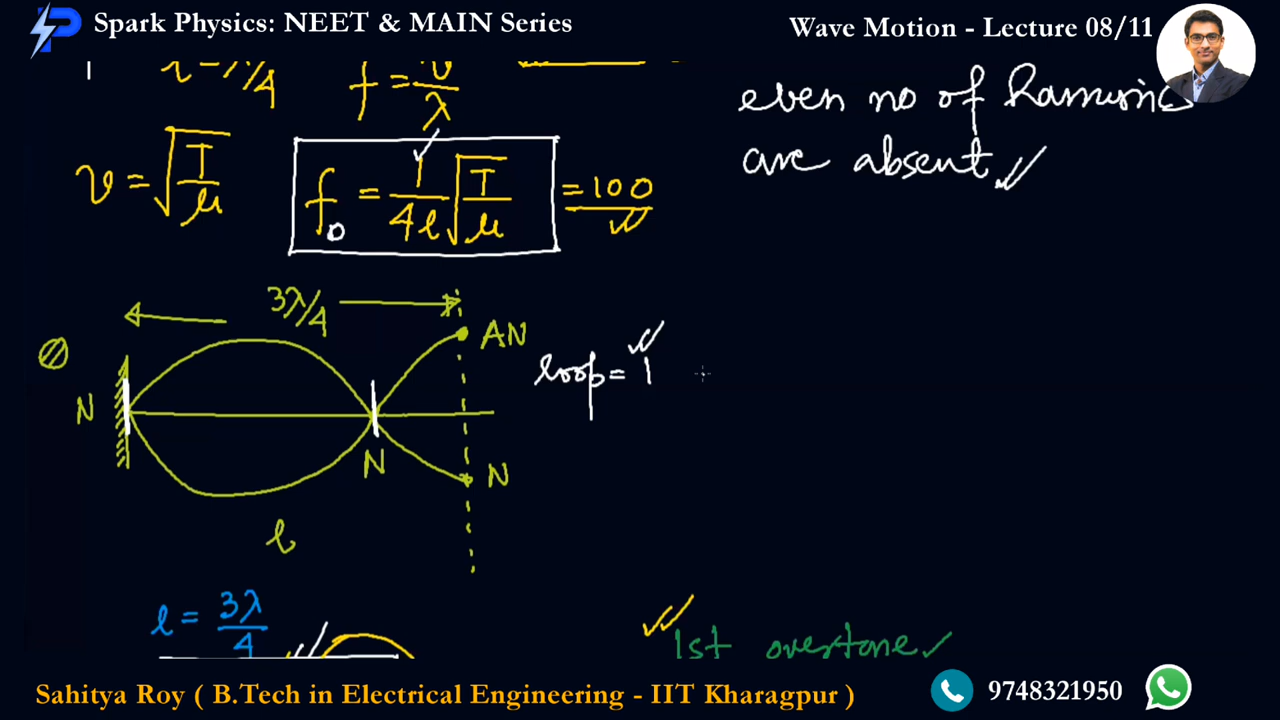 Spark Physics: NEET & MAIN Series
Wave Motion - Lecture 08/11
f = v/λ
even no of harmonic
are absent
v = √(T/μ)
f₀ = 1/4l √(T/μ) = 100
3λ/4
AN
loop = 1
N
N
N
l
l = 3λ/4
1st overtone
Sahitya Roy ( B.Tech in Electrical Engineering - IIT Kharagpur )
9748321950